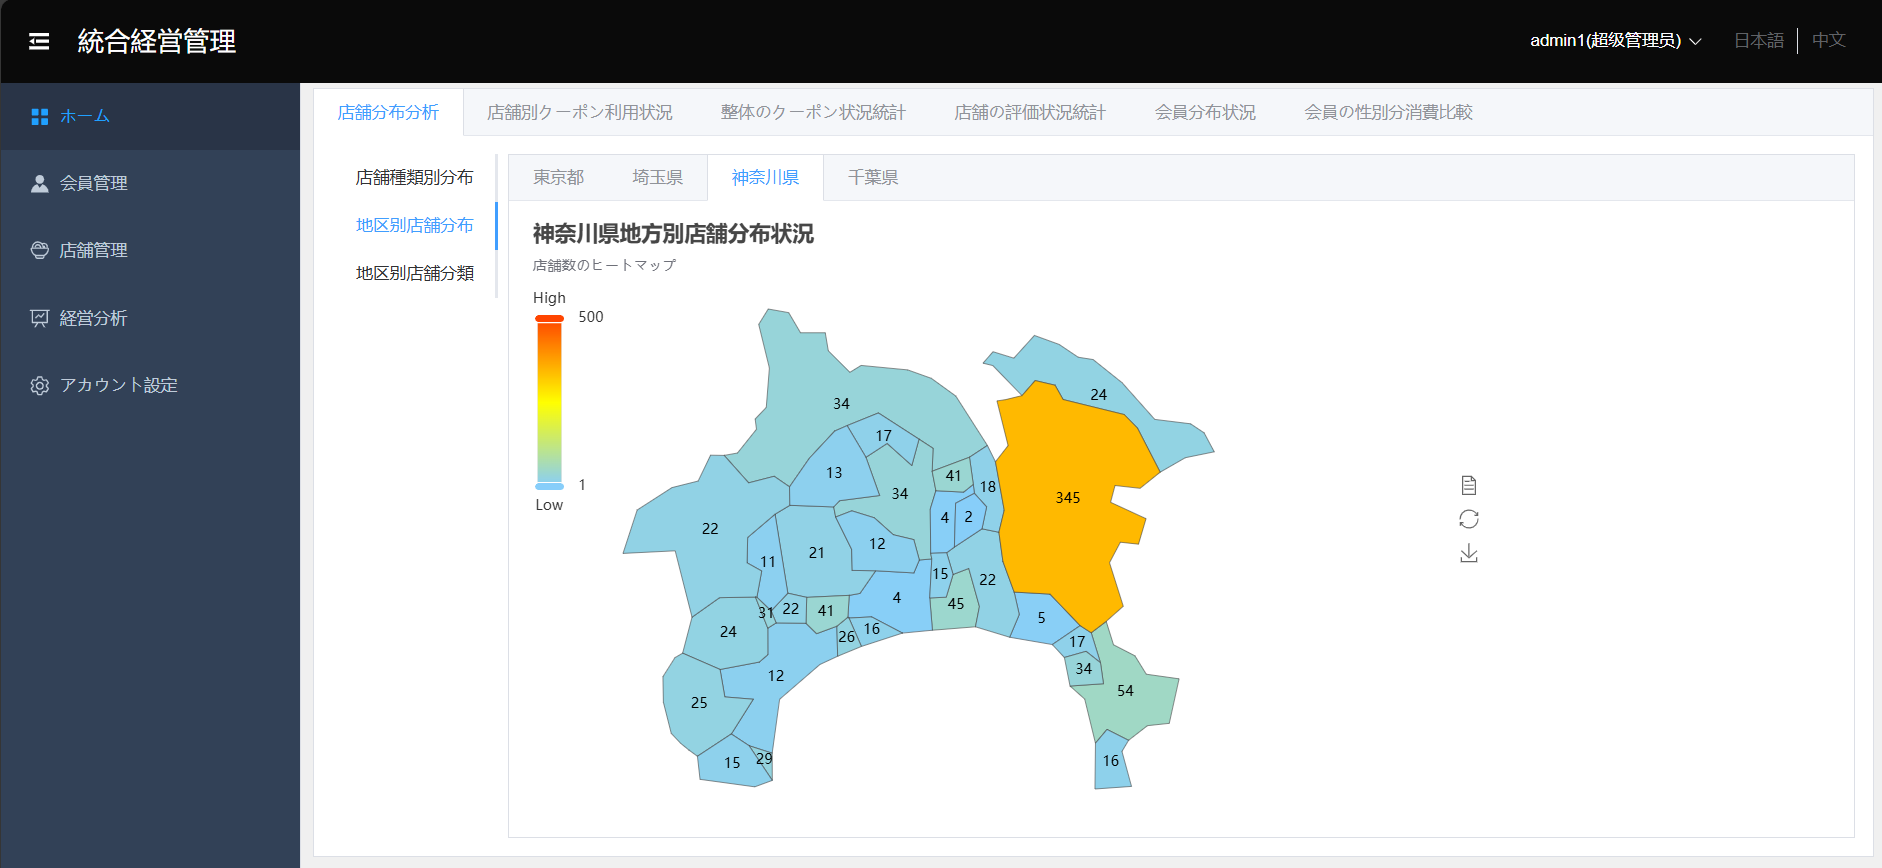 統合経営管理
admin1(超级管理员)
日本語
中文
ホーム
会員管理
店舗管理
経営分析
アカウント設定
店舗分布分析
店舗別クーポン利用状況
整体のクーポン状況統計
店舗の評価状況統計
会員分布状況
会員の性別分消費比較
店舗種類別分布
地区别店舗分布
地区别店舗分類
東京都
埼玉県
神奈川県
千葉県
神奈川県地方別店舗分布状況
店舗数のヒートマップ
High
500
1
Low
34
24
17
13
41
34
18
345
4
2
22
12
21
11
15
22
4
45
31
22
41
5
24
26
16
17
34
12
54
25
29
15
16